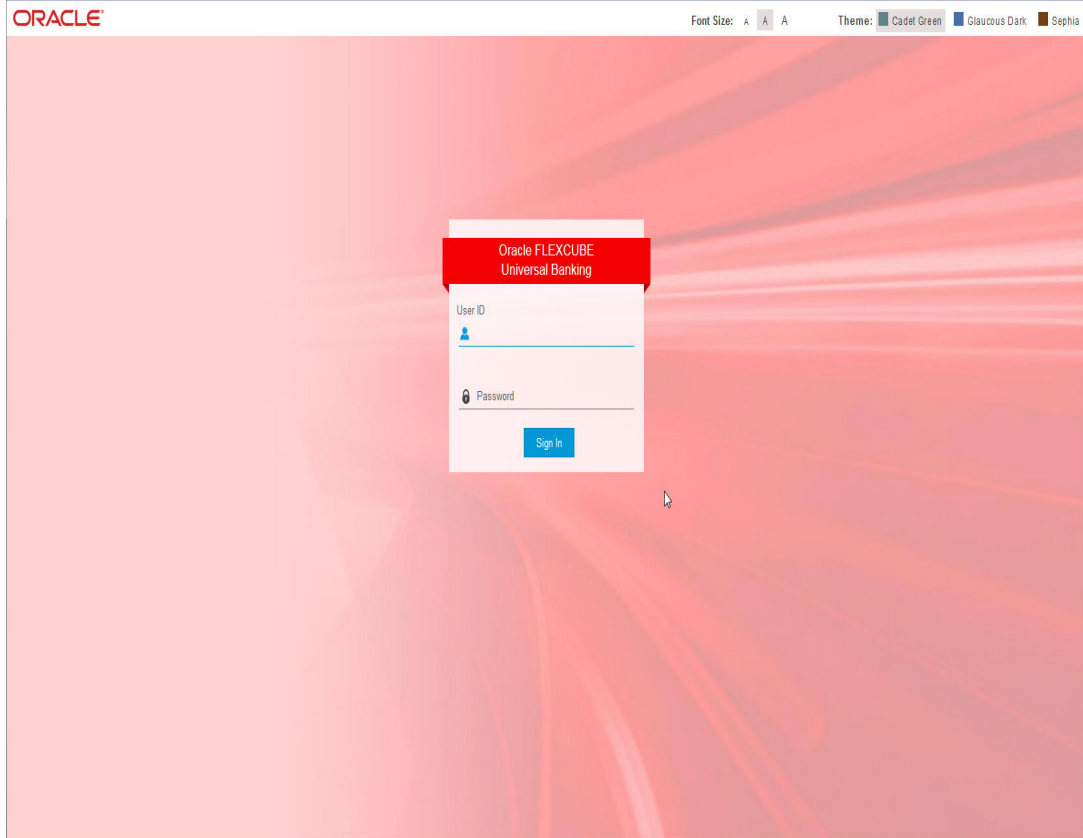 ORACLE
Font Size: A A A Theme: Cadet Green Glaucous Dark Sephia
Oracle FLEXCUBE
Universal Banking
User ID
Password
Sign In